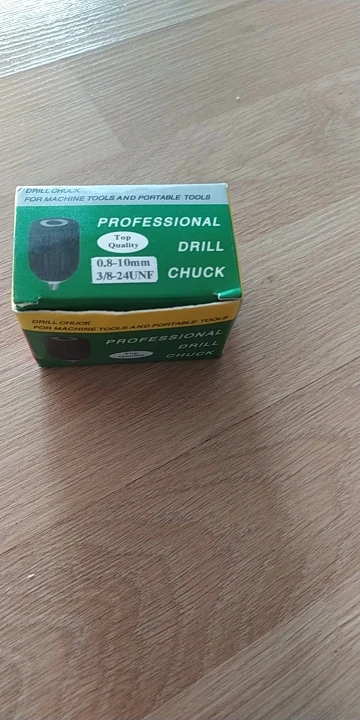 DRILL CHUCK
FOR MACHINE TOOLS AND PORTABLE TOOLS
PROFESSIONAL
Top
Quality
DRILL
0.8-10mm
3/8-24UNF
CHUCK
DRILL CHUCK
FOR MACHINE TOOLS AND PORTABLE TOOLS
PROFESSIONAL
DRILL
Top
CHUCK